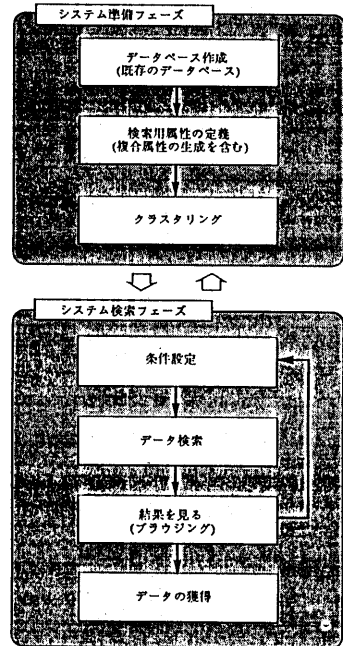 システム準備フェーズ
データベース作成
(既存のデータベース)
検索用属性の定義
(複合属性の生成を含む)
クラスタリング
システム検索フェーズ
条件設定
データ検索
結果を見る
(ブラウジング)
データの獲得